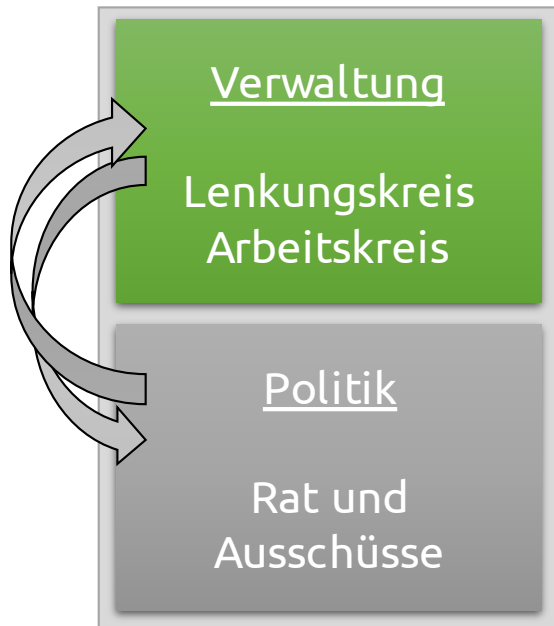 Verwaltung
Lenkungskreis
Arbeitskreis
Politik
Rat und
Ausschüsse